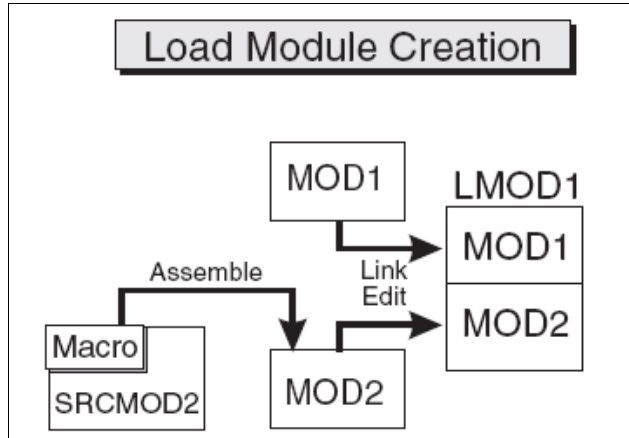 Load Module Creation
MOD1
LMOD1
MOD1
Assemble
Link
Edit
MOD2
Macro
SRCMOD2
MOD2